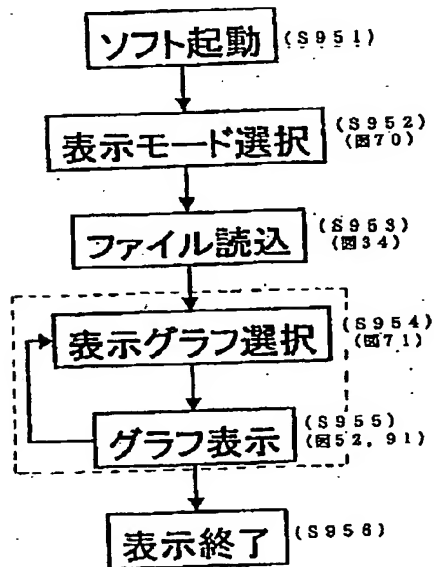 ソフト起動 (S951)
表示モード選択 (S952)
(図70)
ファイル読込 (S953)
(図34)
表示グラフ選択 (S954)
(図71)
グラフ表示 (S955)
(図52, 91)
表示終了 (S956)